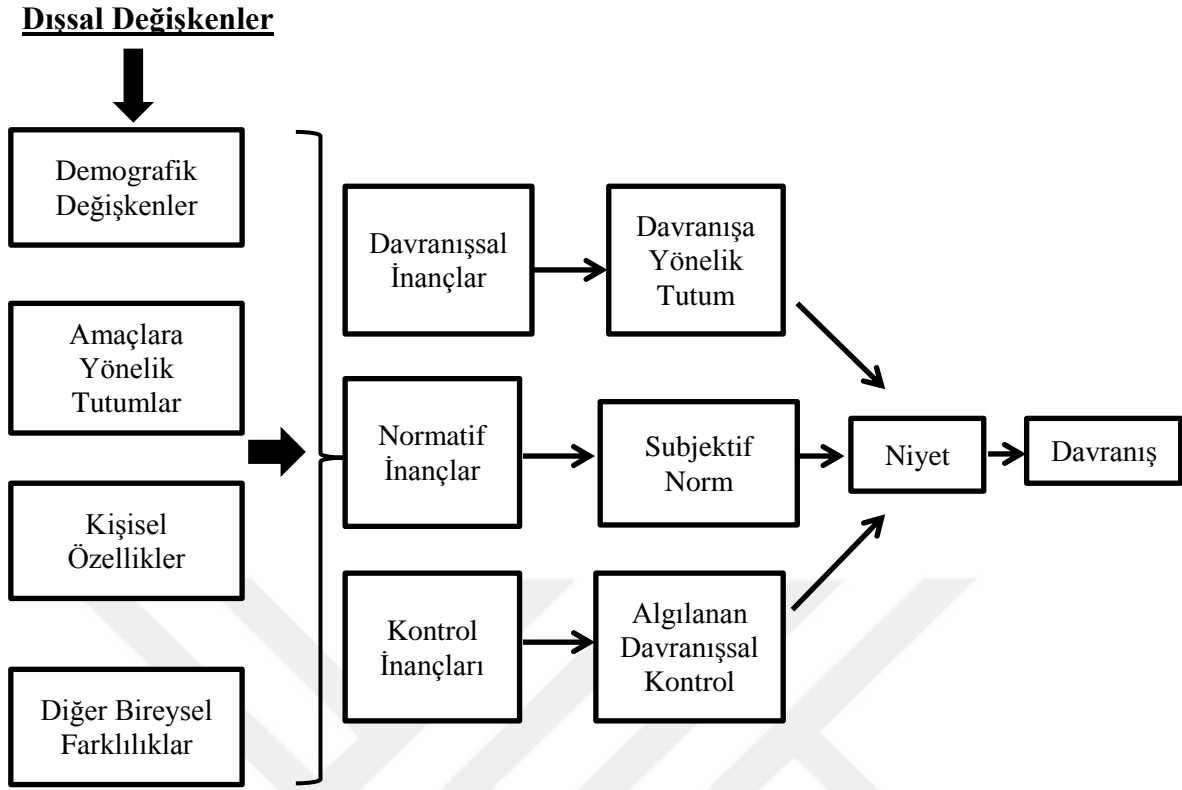 Dışsal Değişkenler
Demografik
Değişkenler
Amaçlara
Yönelik
Tutumlar
Kişisel
Özellikler
Diğer Bireysel
Farklılıklar
Davranışsal
İnançlar
Normatif
İnançlar
Kontrol
İnançları
Davranışa
Yönelik
Tutum
Subjektif
Norm
Algılanan
Davranışsal
Kontrol
Niyet
Davranış